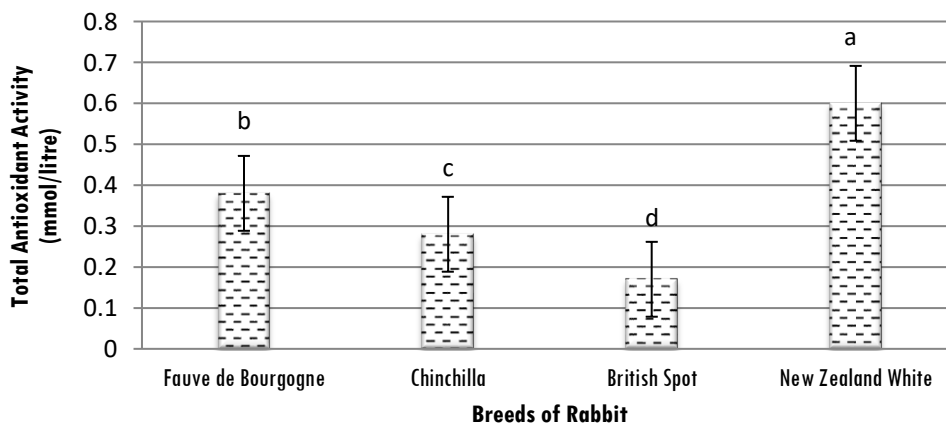 Total Antioxidant Activity
(mmol/litre)
0.8
0.7
0.6
0.5
0.4
0.3
0.2
0.1
0
a
b
c
d
Fauve de Bourgogne
Chinchilla
British Spot
New Zealand White
Breeds of Rabbit